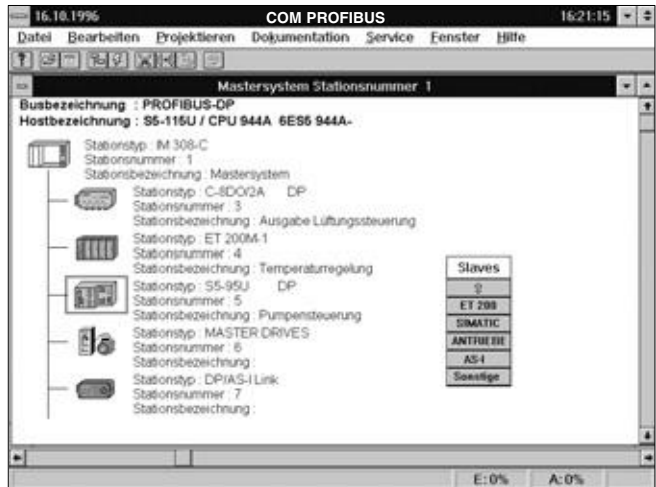 16.10.1996 COM PROFIBUS 16:21:15
Datei Bearbeiten Projektieren Dokumentation Service Fenster Hilfe
Mastersystem Stationsnummer 1
Busbezeichnung : PROFIBUS-DP
Hostbezeichnung : S5-115U / CPU 944A 6ES5 944A-
Stationstyp : IM 308-C
Stationsnummer : 1
Stationsbezeichnung : Mastersystem
Stationstyp : C-8DO/2A DP
Stationsnummer : 3
Stationsbezeichnung : Ausgabe Lüftungssteuerung
Stationstyp : ET 200M-1
Stationsnummer : 4
Stationsbezeichnung : Temperaturregelung
Stationstyp : S5-95U DP
Stationsnummer : 5
Stationsbezeichnung : Pumpensteuerung
Stationstyp : MASTER DRIVES
Stationsnummer : 6
Stationsbezeichnung :
Stationstyp : DP/AS-I Link
Stationsnummer : 7
Stationsbezeichnung :
Slaves
ET 200
SIMATIC
ANTRIEBE
AS-I
Sonstige
E: 0% A: 0%